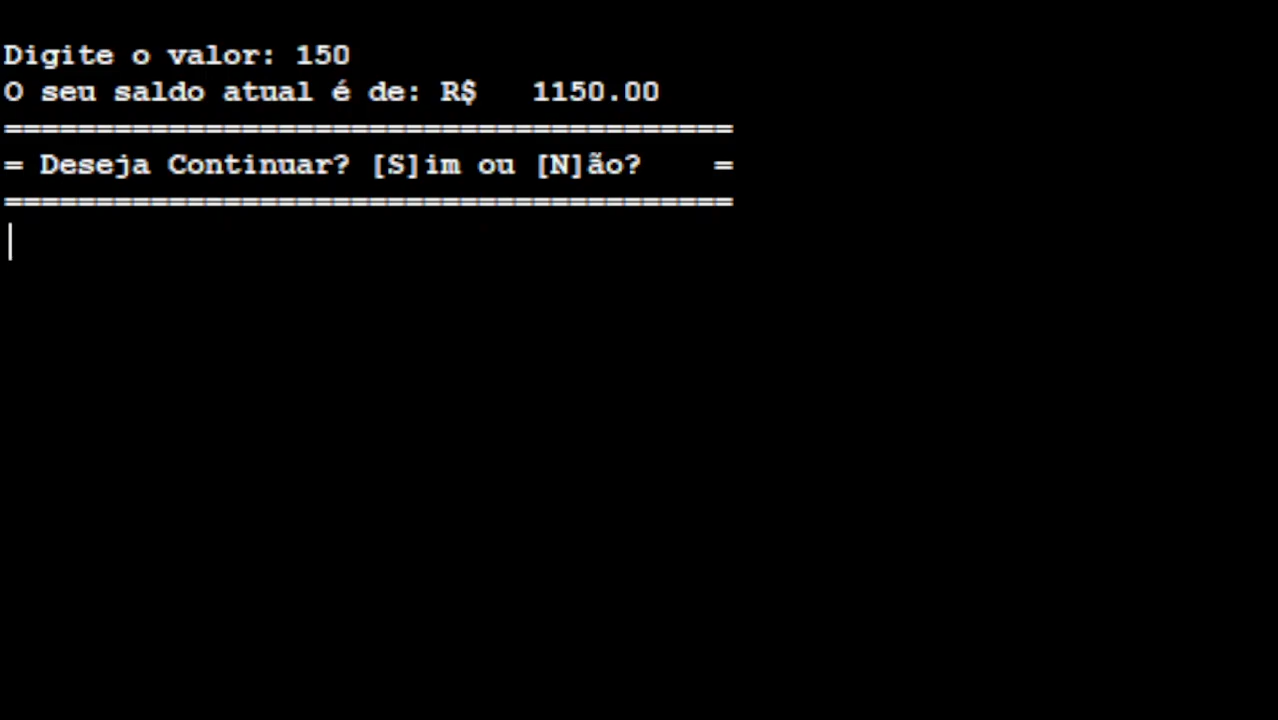 Digite o valor: 150
O seu saldo atual é de: R$   1150.00
========================================
= Deseja Continuar? [S]im ou [N]ão?    =
========================================